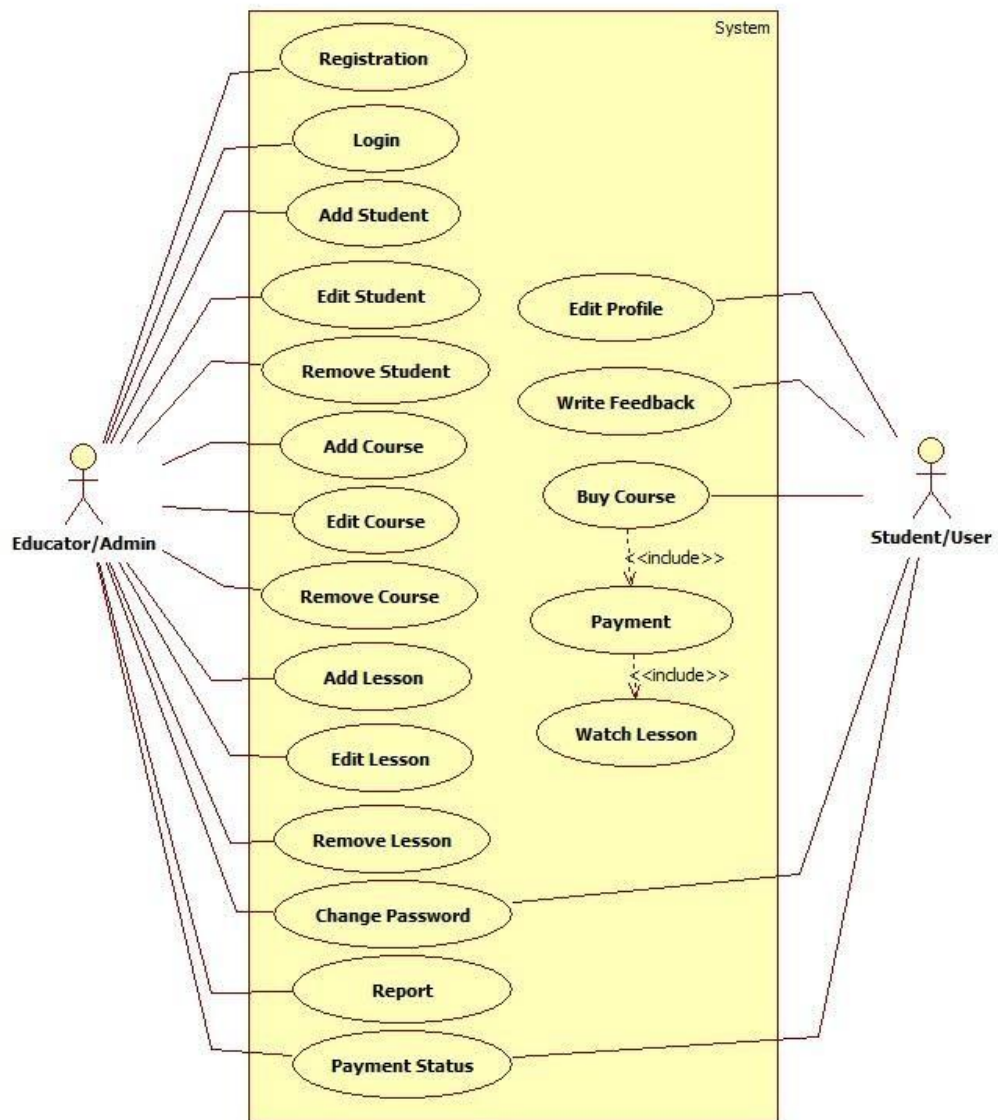 System
Registration
Login
Add Student
Edit Student
Edit Profile
Remove Student
Write Feedback
Add Course
Buy Course
Edit Course
Educator/Admin
Student/User
<<include>>
Remove Course
Payment
Add Lesson
<<include>>
Watch Lesson
Edit Lesson
Remove Lesson
Change Password
Report
Payment Status